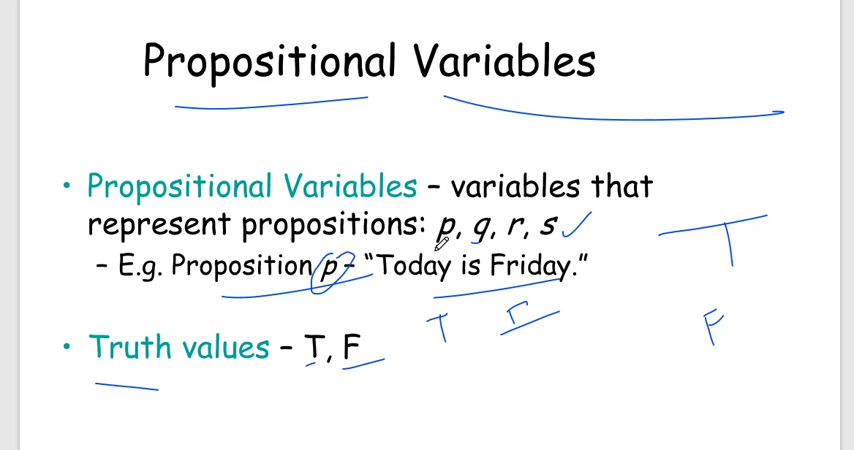 Propositional Variables
• Propositional Variables – variables that
represent propositions: p, q, r, s
– E.g. Proposition p – “Today is Friday.”
T
F
T
• Truth values – T, F